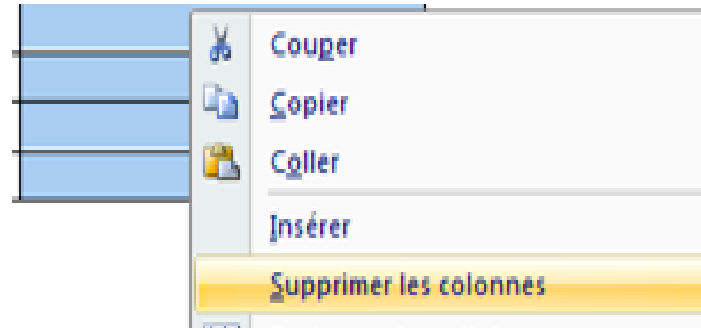 Couper
Copier
Coller
Insérer
Supprimer les colonnes